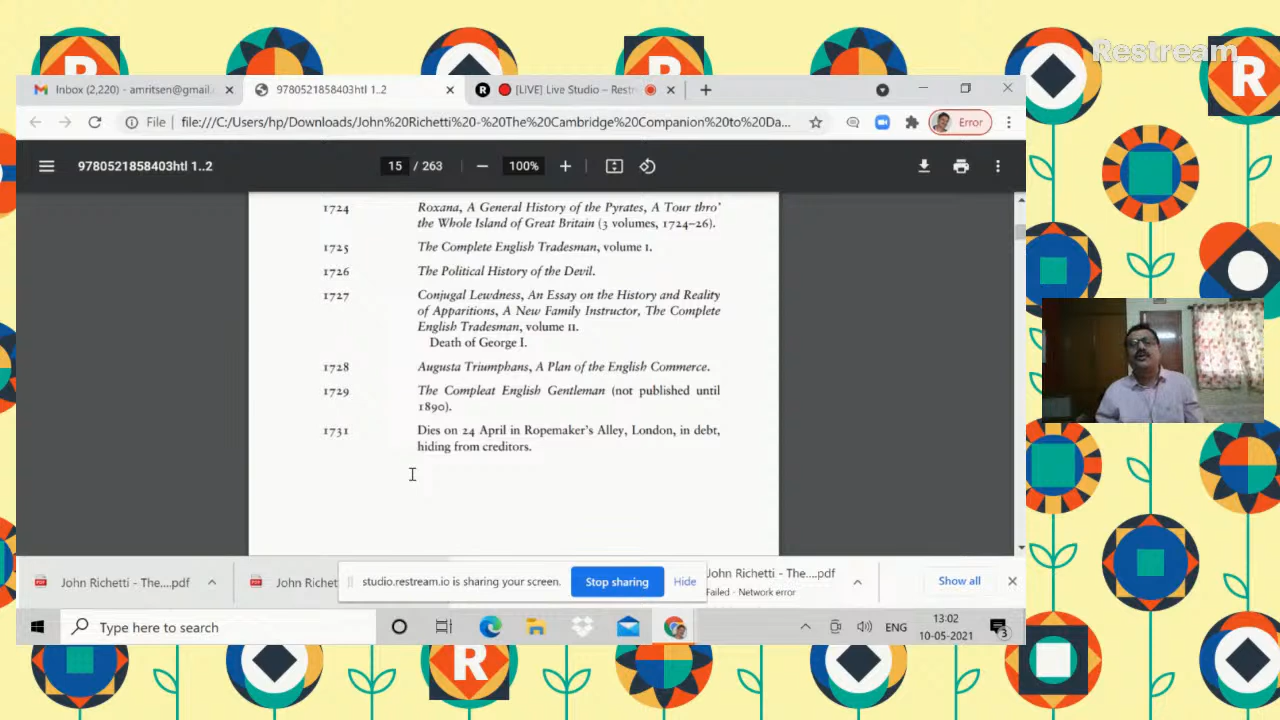 Restream
R
R
R
Inbox (2,220) - amritsen@gmail
9780521858403htl 1..2
R
[LIVE] Live Studio – Restr
File
file:///C:/Users/hp/Downloads/John%20Richetti%20-%20The%20Cambridge%20Companion%20to%20Da...
Error
9780521858403htl 1..2
15 / 263
100%
1724 Roxana, A General History of the Pyrates, A Tour thro'
the Whole Island of Great Britain (3 volumes, 1724–26).
1725 The Complete English Tradesman, volume I.
1726 The Political History of the Devil.
1727 Conjugal Lewdness, An Essay on the History and Reality
of Apparitions, A New Family Instructor, The Complete
English Tradesman, volume II.
Death of George I.
1728 Augusta Triumphans, A Plan of the English Commerce.
1729 The Compleat English Gentleman (not published until
1890).
1731 Dies on 24 April in Ropemaker's Alley, London, in debt,
hiding from creditors.
John Richetti - The....pdf
John Richet
studio.restream.io is sharing your screen.
Stop sharing
Hide
John Richetti - The....pdf
Failed - Network error
Show all
Type here to search
ENG
13:02
10-05-2021
3
R